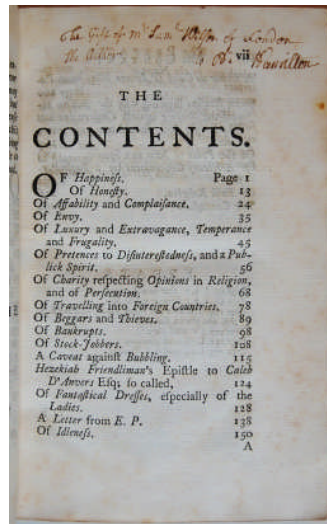 The Gift of Mr Saml of London
the Author to
vii
THE
CONTENTS.
OF Happineſs. Page 1
Of Honeſty. 13
Of Affability and Complaiſance. 24
Of Envy. 35
Of Luxury and Extravagance, Temperance
and Frugality. 45
Of Pretences to Diſintereſtedneſs, and a Pub-
lick Spirit. 56
Of Charity reſpecting Opinions in Religion,
and of Perſecution. 68
Of Travelling into Foreign Countries. 78
Of Beggars and Thieves. 89
Of Bankrupts. 98
Of Stock-Jobbers. 108
A Caveat againſt Bubbling. 115
Hezekiah Friendliman's Epiſtle to Caleb
D'Anvers Eſq; ſo called, 124
Of Fantaſtical Dreſſes, eſpecially of the
Ladies. 128
A Letter from E. P. 138
Of Idleneſs. 150
A